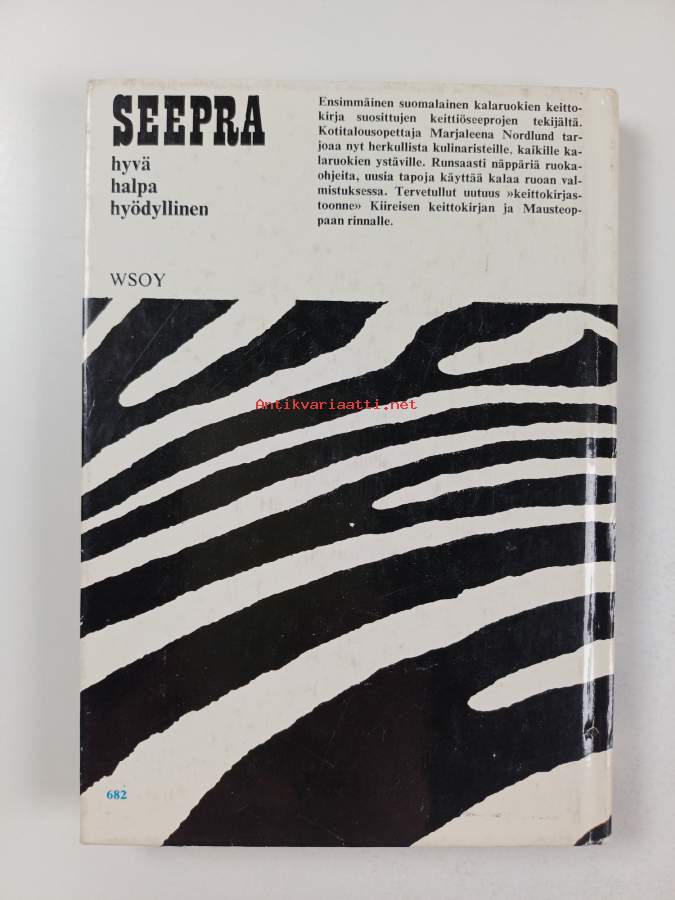 SEEPRA
hyvä
halpa
hyödyllinen
WSOY
Ensimmäinen suomalainen kalaruokien keitto-
kirja suosittujen keittiöseeprojen tekijältä.
Kotitalousopettaja Marjaleena Nordlund tar-
joaa nyt herkullista kulinaristeille, kaikille ka-
laruokien ystäville. Runsaasti näppäriä ruoka-
ohjeita, uusia tapoja käyttää kalaa ruoan val-
mistuksessa. Tervetullut uutuus »keittokirjas-
toonne» Kiireisen keittokirjan ja Mausteop-
paan rinnalle.
Antikvariaatti.net
682